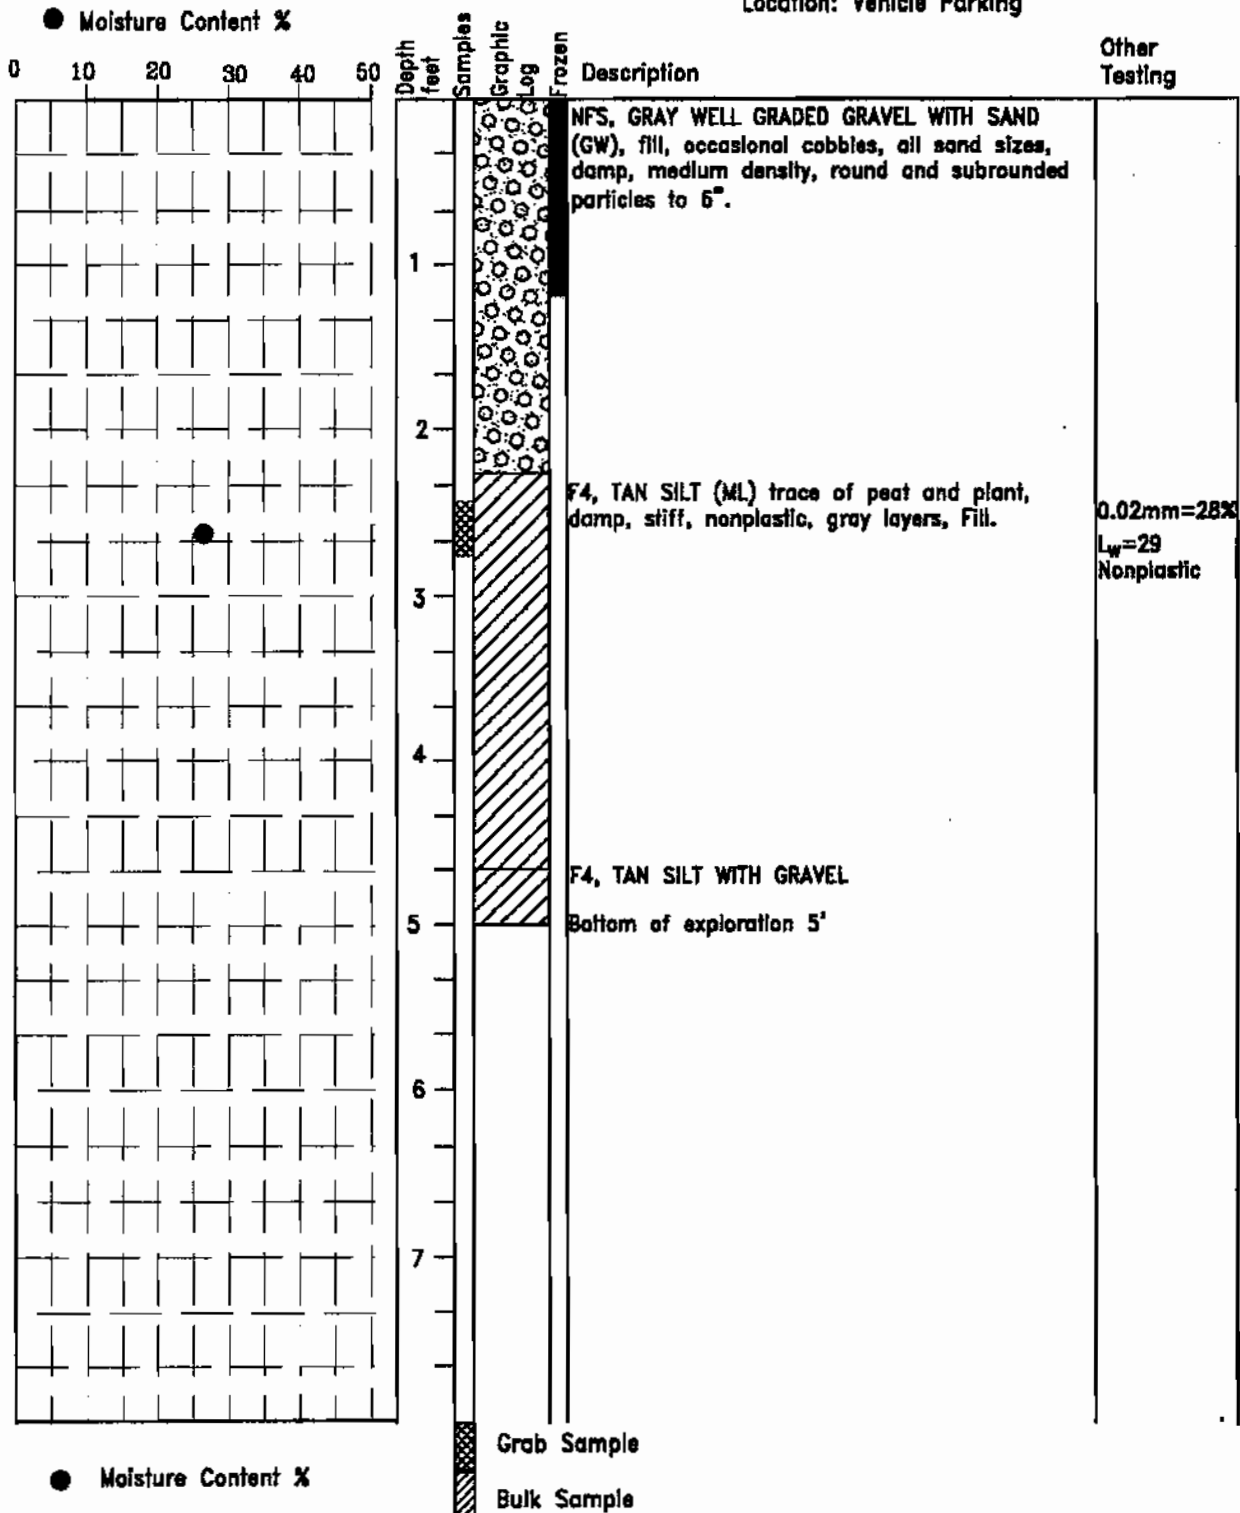 Location: Vehicle Parking
● Moisture Content %
0 10 20 30 40 50
Depth feet
Samples
Graphic Log
Frozen
Description
Other Testing
NFS, GRAY WELL GRADED GRAVEL WITH SAND
(GW), fill, occasional cobbles, all sand sizes,
damp, medium density, round and subrounded
particles to 6".
1
2
F4, TAN SILT (ML) trace of peat and plant,
damp, stiff, nonplastic, gray layers, Fill.
0.02mm=28%
Lw=29
Nonplastic
3
4
F4, TAN SILT WITH GRAVEL
5
Bottom of exploration 5'
6
7
Grab Sample
● Moisture Content %
Bulk Sample